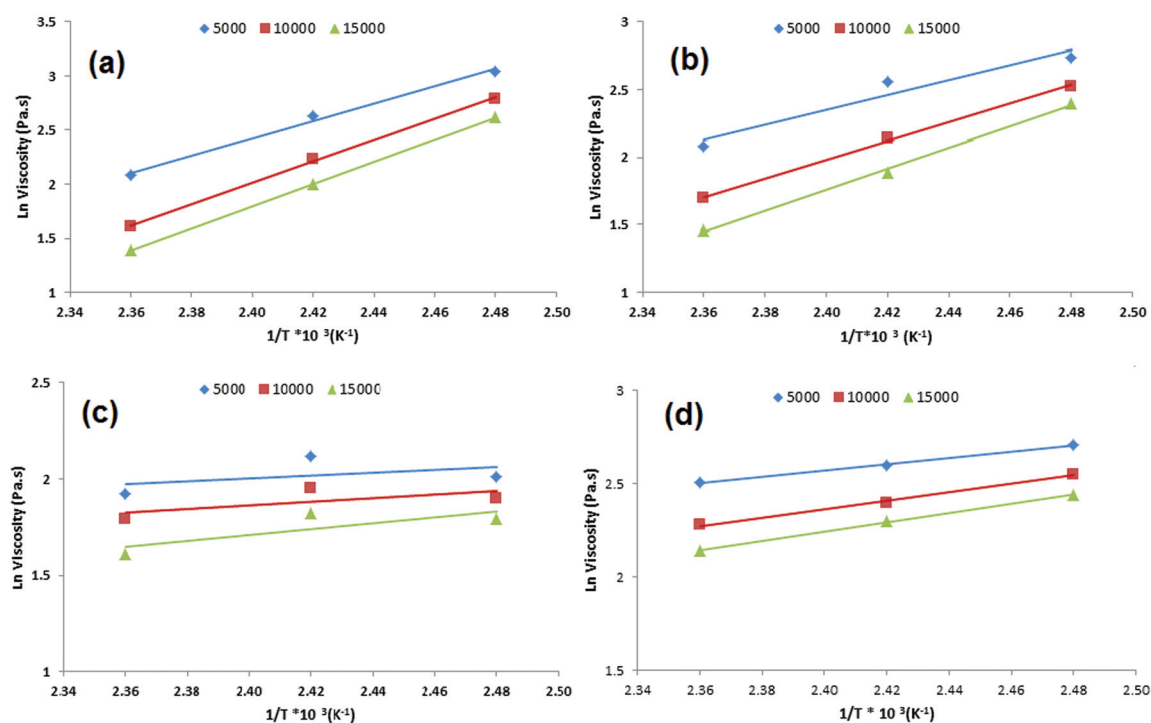 5000 10000 15000
(a)
Ln Viscosity (Pa.s)
3.5
3
2.5
2
1.5
1
2.34 2.36 2.38 2.40 2.42 2.44 2.46 2.48 2.50
1/T *10 ³(K⁻¹)
5000 10000 15000
(b)
Ln Viscosity (Pa.s)
3
2.5
2
1.5
1
2.34 2.36 2.38 2.40 2.42 2.44 2.46 2.48 2.50
1/T*10 ³ (K⁻¹)
5000 10000 15000
(c)
Ln Viscosity (Pa.s)
2.5
2
1.5
1
2.34 2.36 2.38 2.40 2.42 2.44 2.46 2.48 2.50
1/T *10 ³(K⁻¹)
5000 10000 15000
(d)
Ln Viscosity (Pa.s)
3
2.5
2
1.5
2.34 2.36 2.38 2.40 2.42 2.44 2.46 2.48 2.50
1/T * 10 ³(K⁻¹)